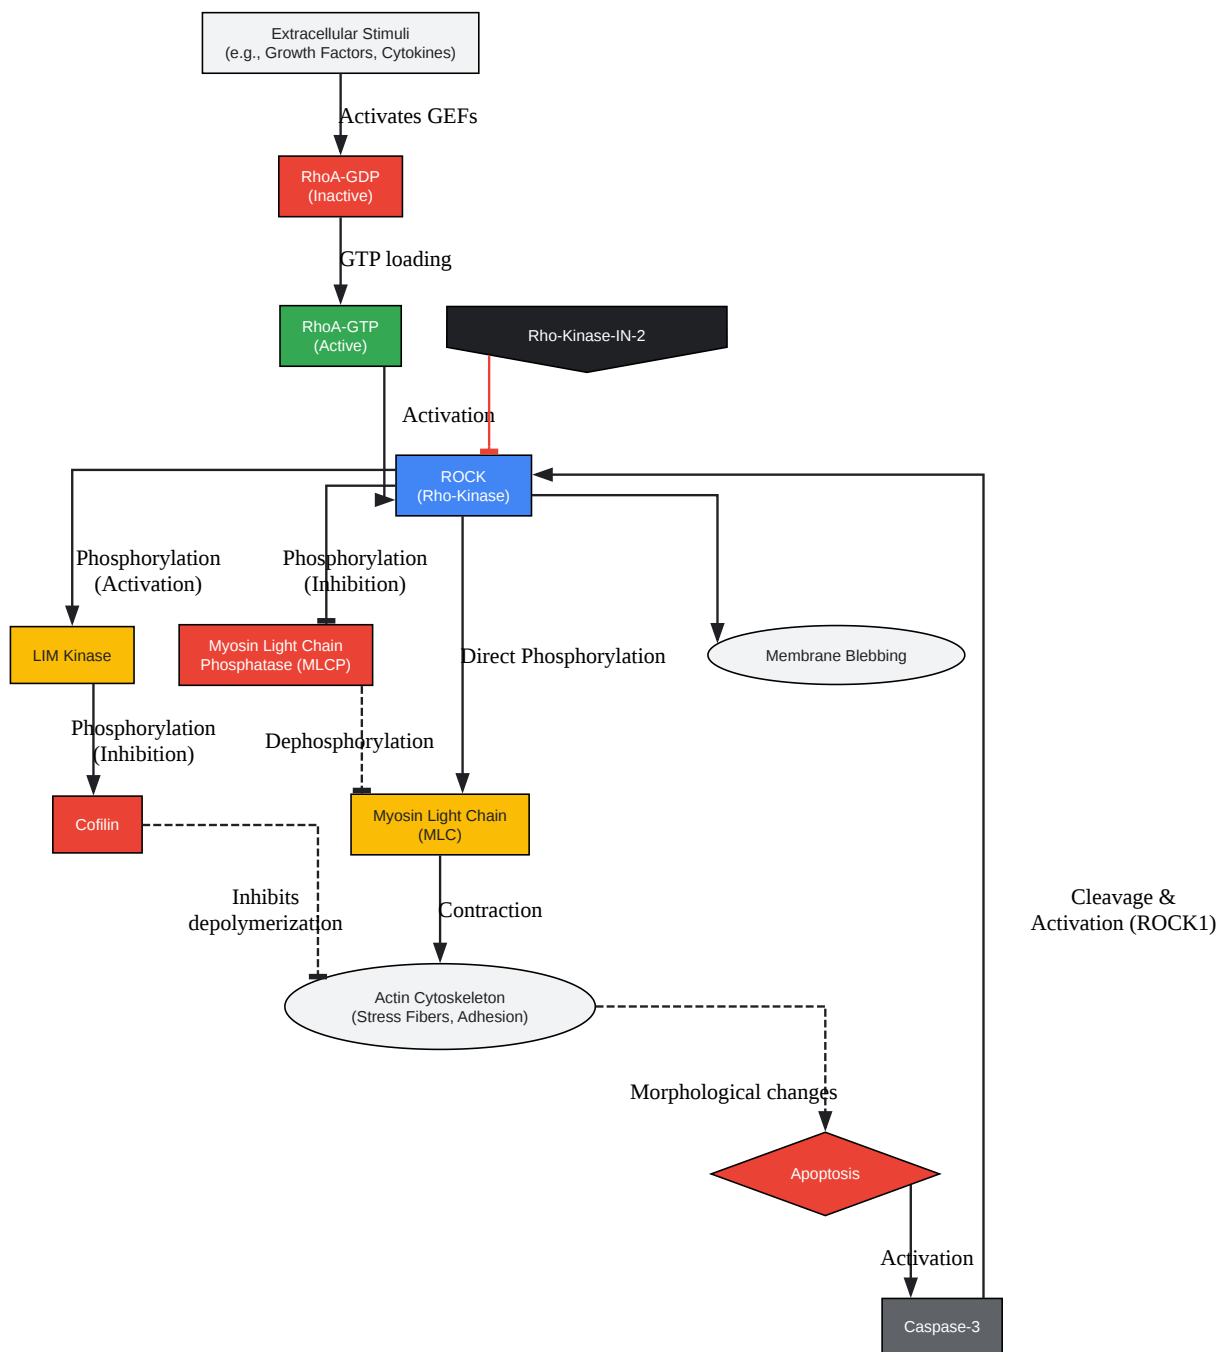 Extracellular Stimuli
(e.g., Growth Factors, Cytokines)
Activates GEFs
RhoA-GDP
(Inactive)
GTP loading
RhoA-GTP
(Active)
Rho-Kinase-IN-2
Activation
ROCK
(Rho-Kinase)
Phosphorylation
(Activation)
Phosphorylation
(Inhibition)
LIM Kinase
Myosin Light Chain
Phosphatase (MLCP)
Direct Phosphorylation
Membrane Blebbing
Phosphorylation
(Inhibition)
Dephosphorylation
Cofilin
Myosin Light Chain
(MLC)
Inhibits
depolymerization
Contraction
Cleavage &
Activation (ROCK1)
Actin Cytoskeleton
(Stress Fibers, Adhesion)
Morphological changes
Apoptosis
Activation
Caspase-3